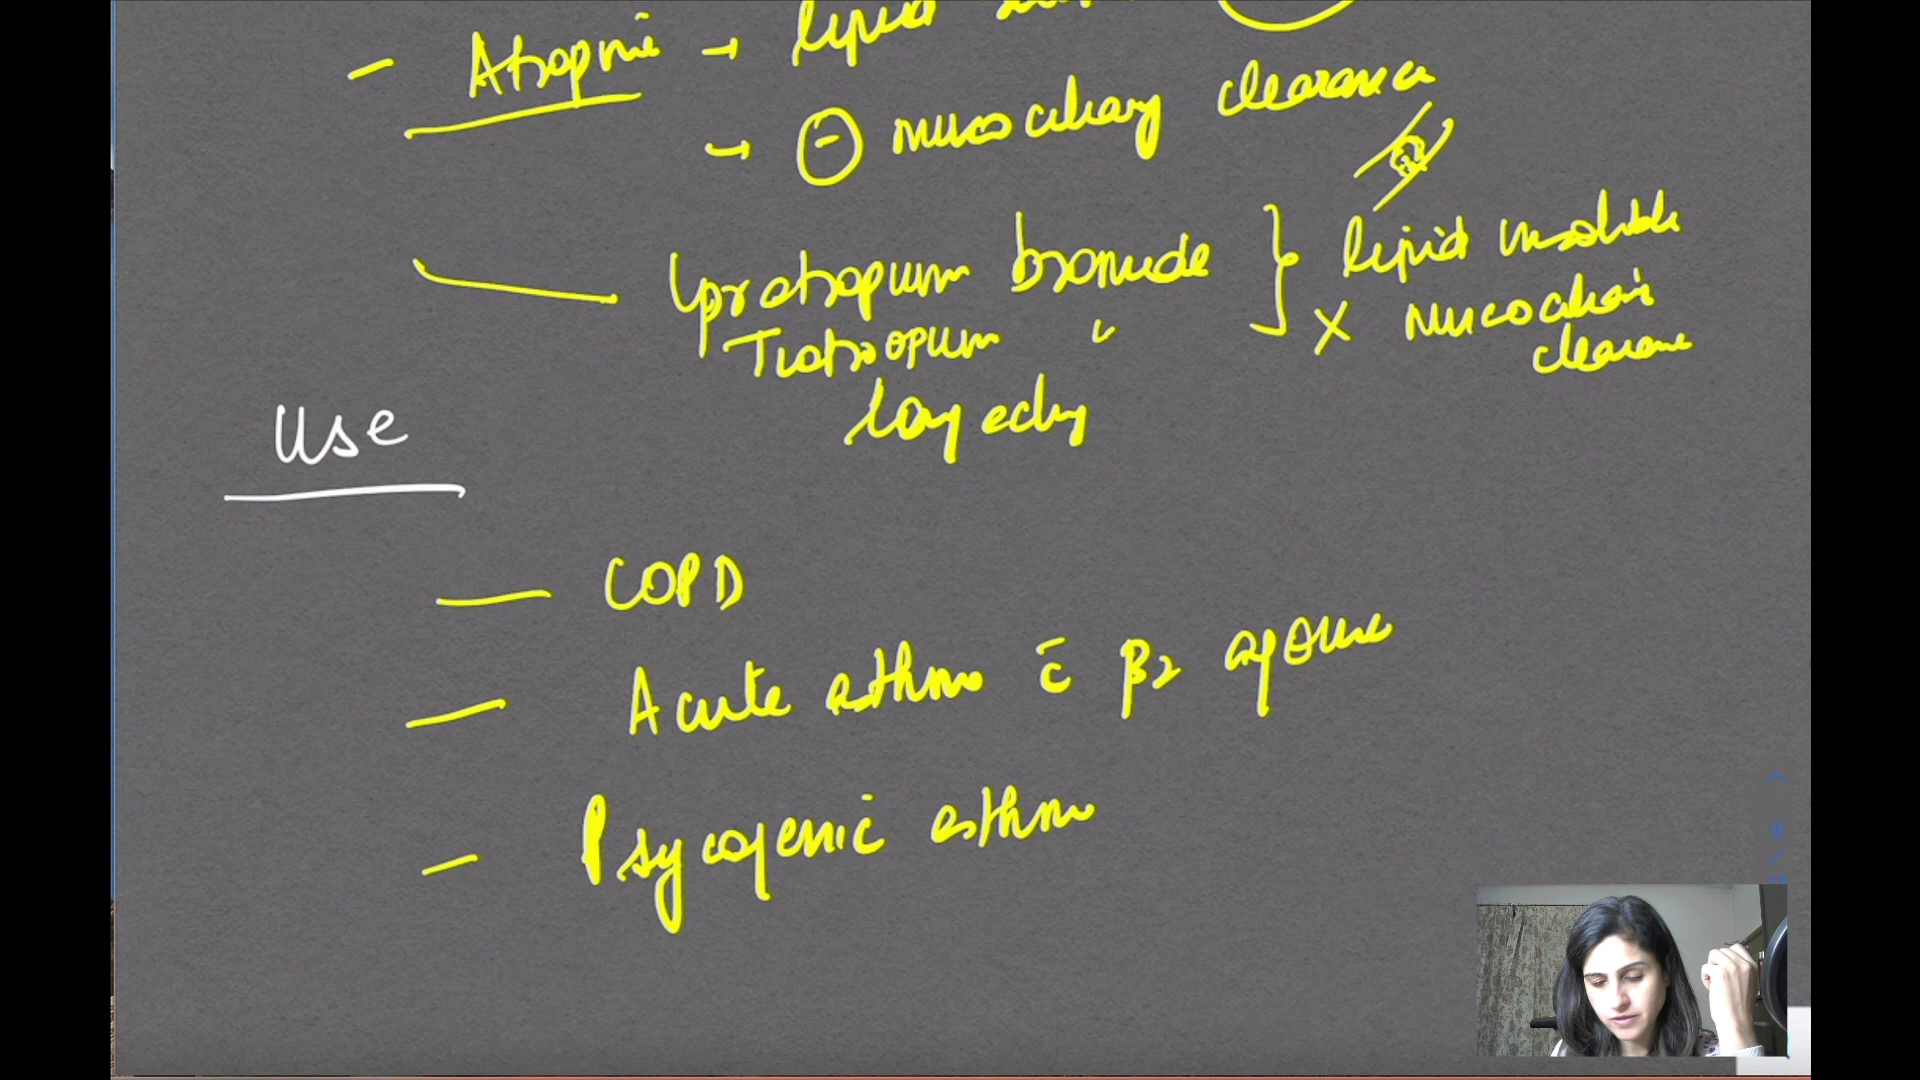 - Atropine → lipid
→ ⊖ mucociliary clearance
Ipratropium bromide } lipid insoluble
Tiotropium " X mucociliary
clearance
long acting
Use
— COPD
— Acute asthma c̄ β2 agonist
— Psycogenic asthma